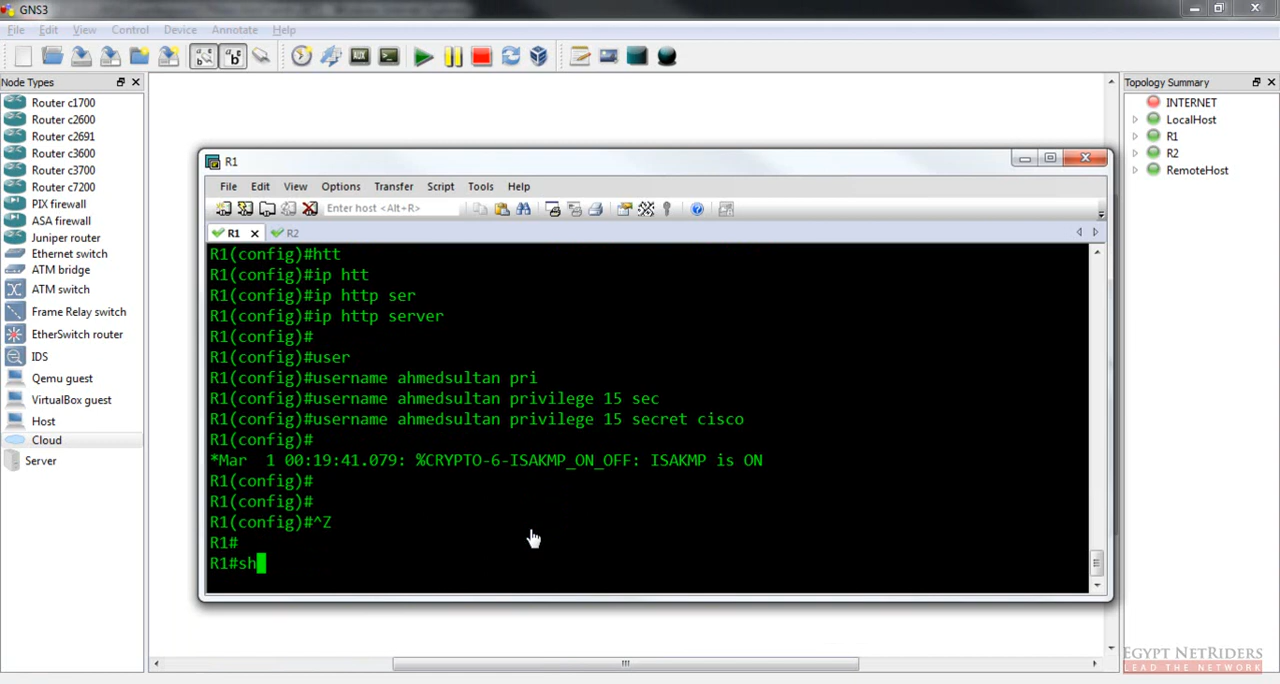 GNS3
File Edit View Control Device Annotate Help
Node Types
Router c1700
Router c2600
Router c2691
Router c3600
Router c3700
Router c7200
PIX firewall
ASA firewall
Juniper router
Ethernet switch
ATM bridge
ATM switch
Frame Relay switch
EtherSwitch router
IDS
Qemu guest
VirtualBox guest
Host
Cloud
Server
R1
File Edit View Options Transfer Script Tools Help
Enter host <Alt+R>
R1 R2
R1(config)#htt
R1(config)#ip htt
R1(config)#ip http ser
R1(config)#ip http server
R1(config)#
R1(config)#user
R1(config)#username ahmedsultan pri
R1(config)#username ahmedsultan privilege 15 sec
R1(config)#username ahmedsultan privilege 15 secret cisco
R1(config)#
*Mar  1 00:19:41.079: %CRYPTO-6-ISAKMP_ON_OFF: ISAKMP is ON
R1(config)#
R1(config)#
R1(config)#^Z
R1#
R1#sh
Topology Summary
INTERNET
LocalHost
R1
R2
RemoteHost
EGYPT NETRIDERS
LEAD THE NETWORK